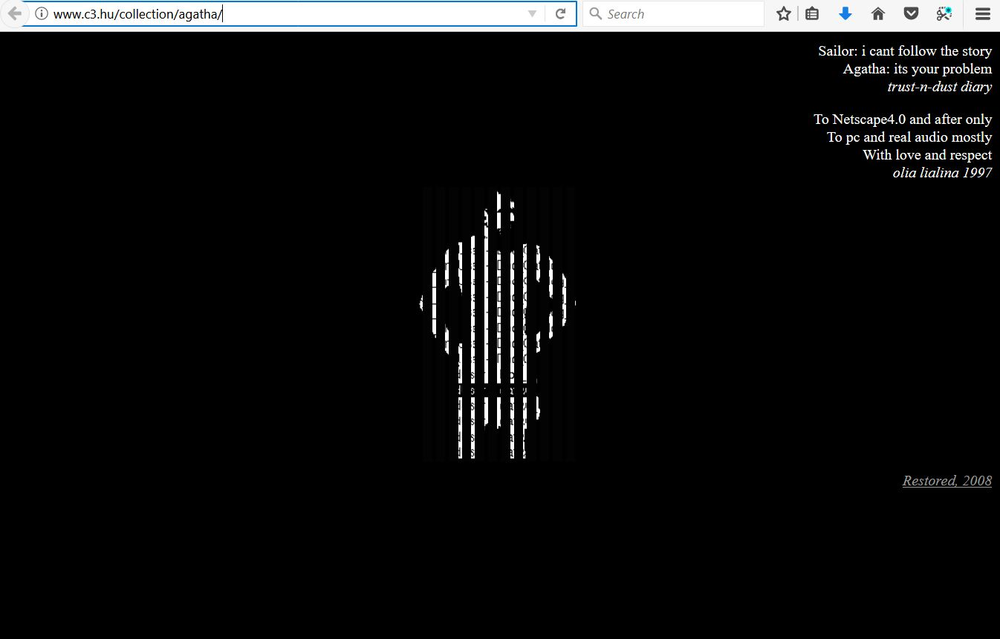 www.c3.hu/collection/agatha/
Search
Sailor: i cant follow the story
Agatha: its your problem
trust-n-dust diary
To Netscape4.0 and after only
To pc and real audio mostly
With love and respect
olia lialina 1997
Restored, 2008